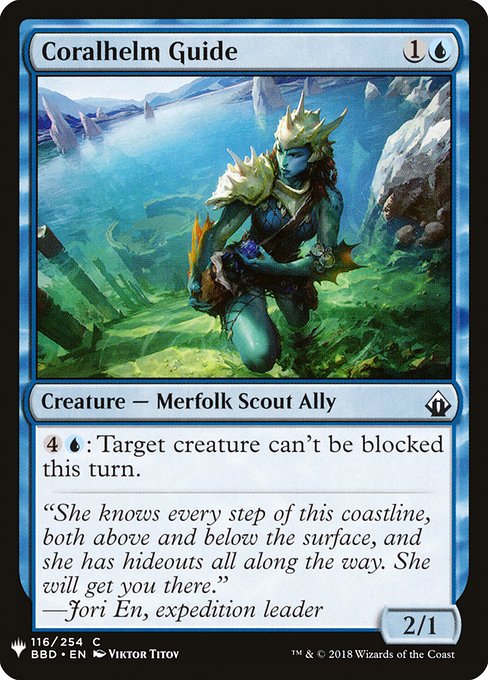 Coralhelm Guide 1
Creature — Merfolk Scout Ally
4 : Target creature can't be blocked
this turn.
“She knows every step of this coastline,
both above and below the surface, and
she has hideouts all along the way. She
will get you there.”
—Jori En, expedition leader
2/1
116/254 C
BBD • EN Viktor Titov
™ & © 2018 Wizards of the Coast